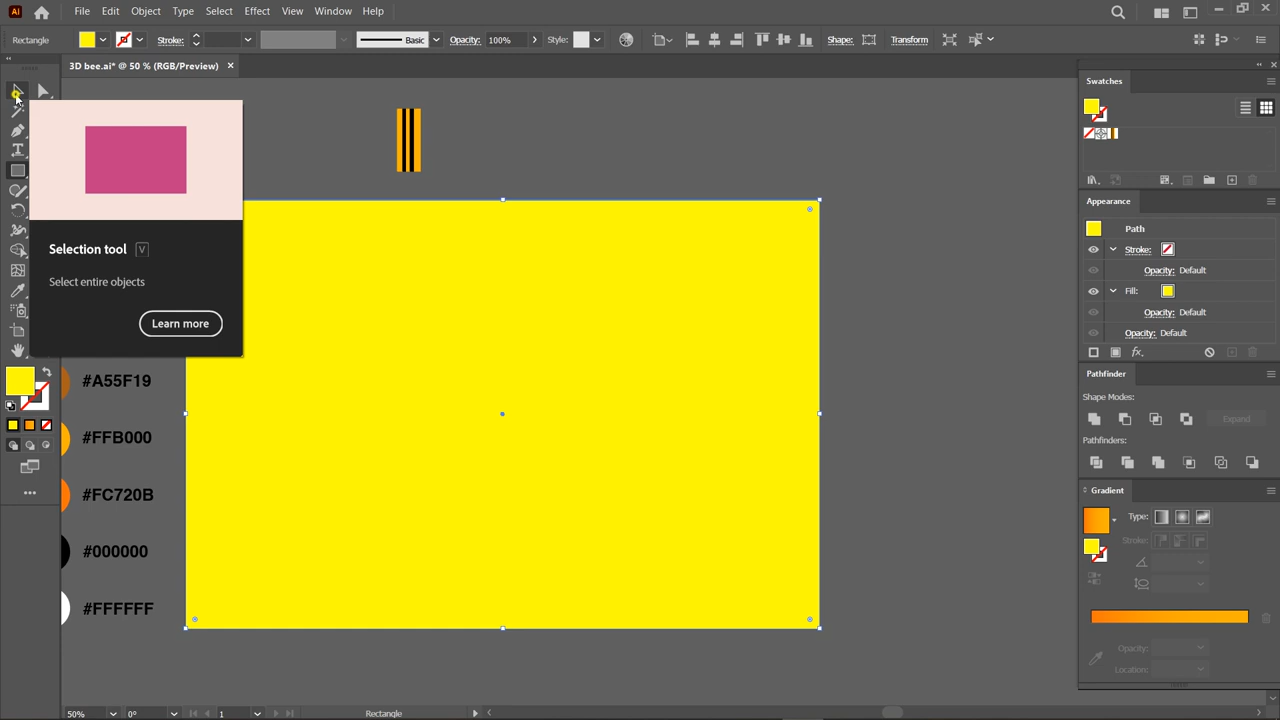 Ai
File Edit Object Type Select Effect View Window Help
Rectangle
Stroke:
Basic
Opacity: 100%
Style:
Shape:
Transform
3D bee.ai* @ 50 % (RGB/Preview)
Selection tool V
Select entire objects
Learn more
#A55F19
#FFB000
#FC720B
#000000
#FFFFFF
Swatches
Appearance
Path
Stroke:
Opacity: Default
Fill:
Opacity: Default
Opacity: Default
fx.
Pathfinder
Shape Modes:
Expand
Pathfinders:
Gradient
Type:
Stroke:
Opacity:
Location:
50% 0° 1 Rectangle